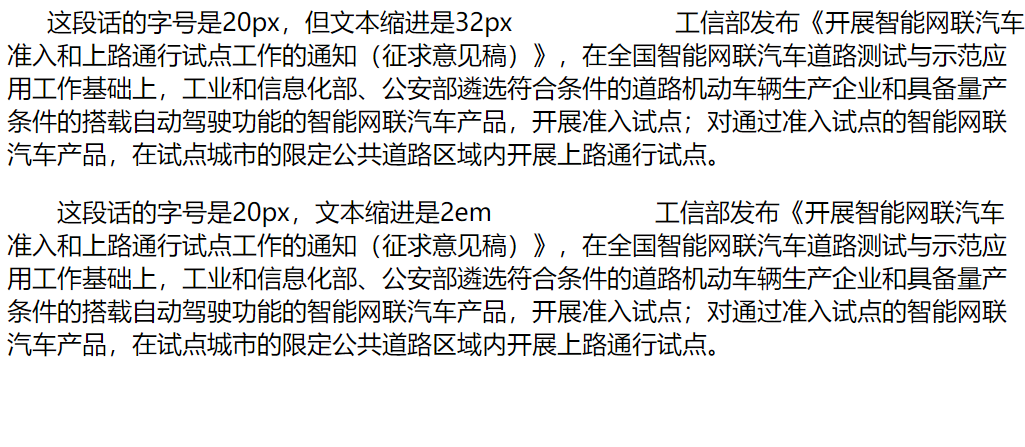 这段话的字号是20px，但文本缩进是32px 工信部发布《开展智能网联汽车
准入和上路通行试点工作的通知（征求意见稿）》，在全国智能网联汽车道路测试与示范应
用工作基础上，工业和信息化部、公安部遴选符合条件的道路机动车辆生产企业和具备量产
条件的搭载自动驾驶功能的智能网联汽车产品，开展准入试点；对通过准入试点的智能网联
汽车产品，在试点城市的限定公共道路区域内开展上路通行试点。
这段话的字号是20px，文本缩进是2em 工信部发布《开展智能网联汽车
准入和上路通行试点工作的通知（征求意见稿）》，在全国智能网联汽车道路测试与示范应
用工作基础上，工业和信息化部、公安部遴选符合条件的道路机动车辆生产企业和具备量产
条件的搭载自动驾驶功能的智能网联汽车产品，开展准入试点；对通过准入试点的智能网联
汽车产品，在试点城市的限定公共道路区域内开展上路通行试点。